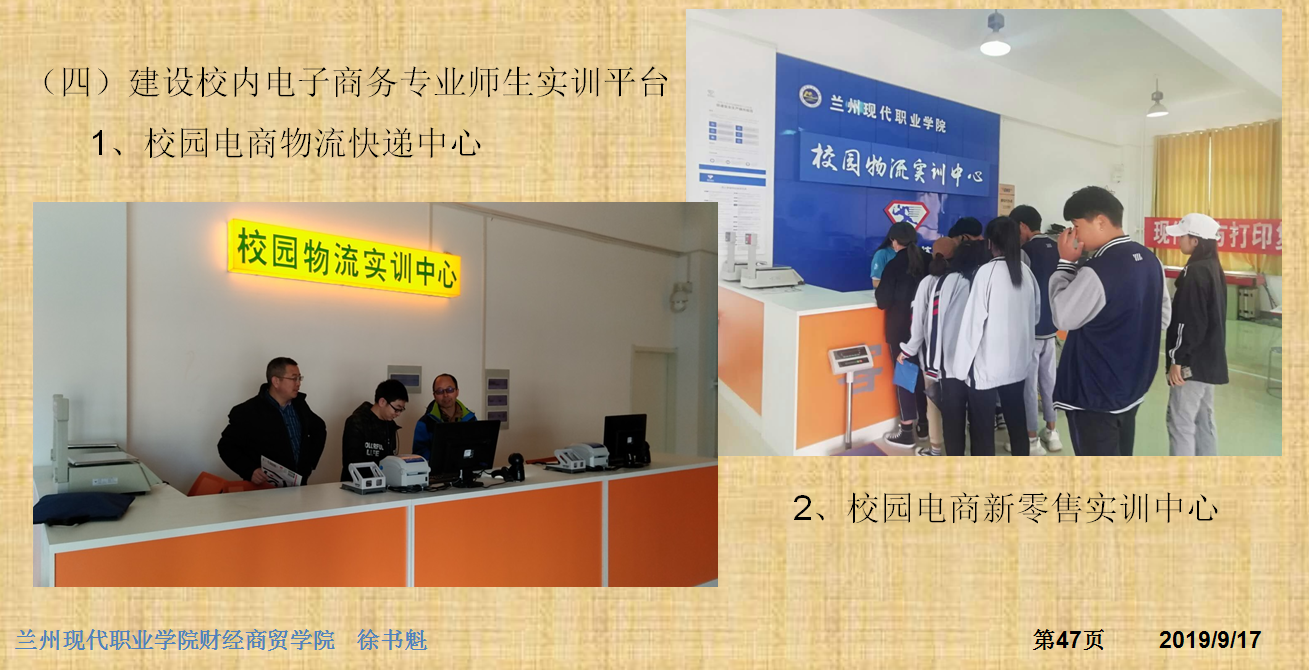 （四）建设校内电子商务专业师生实训平台
1、校园电商物流快递中心
兰州现代职业学院
校园物流实训中心
校园物流实训中心
2、校园电商新零售实训中心
兰州现代职业学院财经商贸学院 徐书魁
第47页
2019/9/17